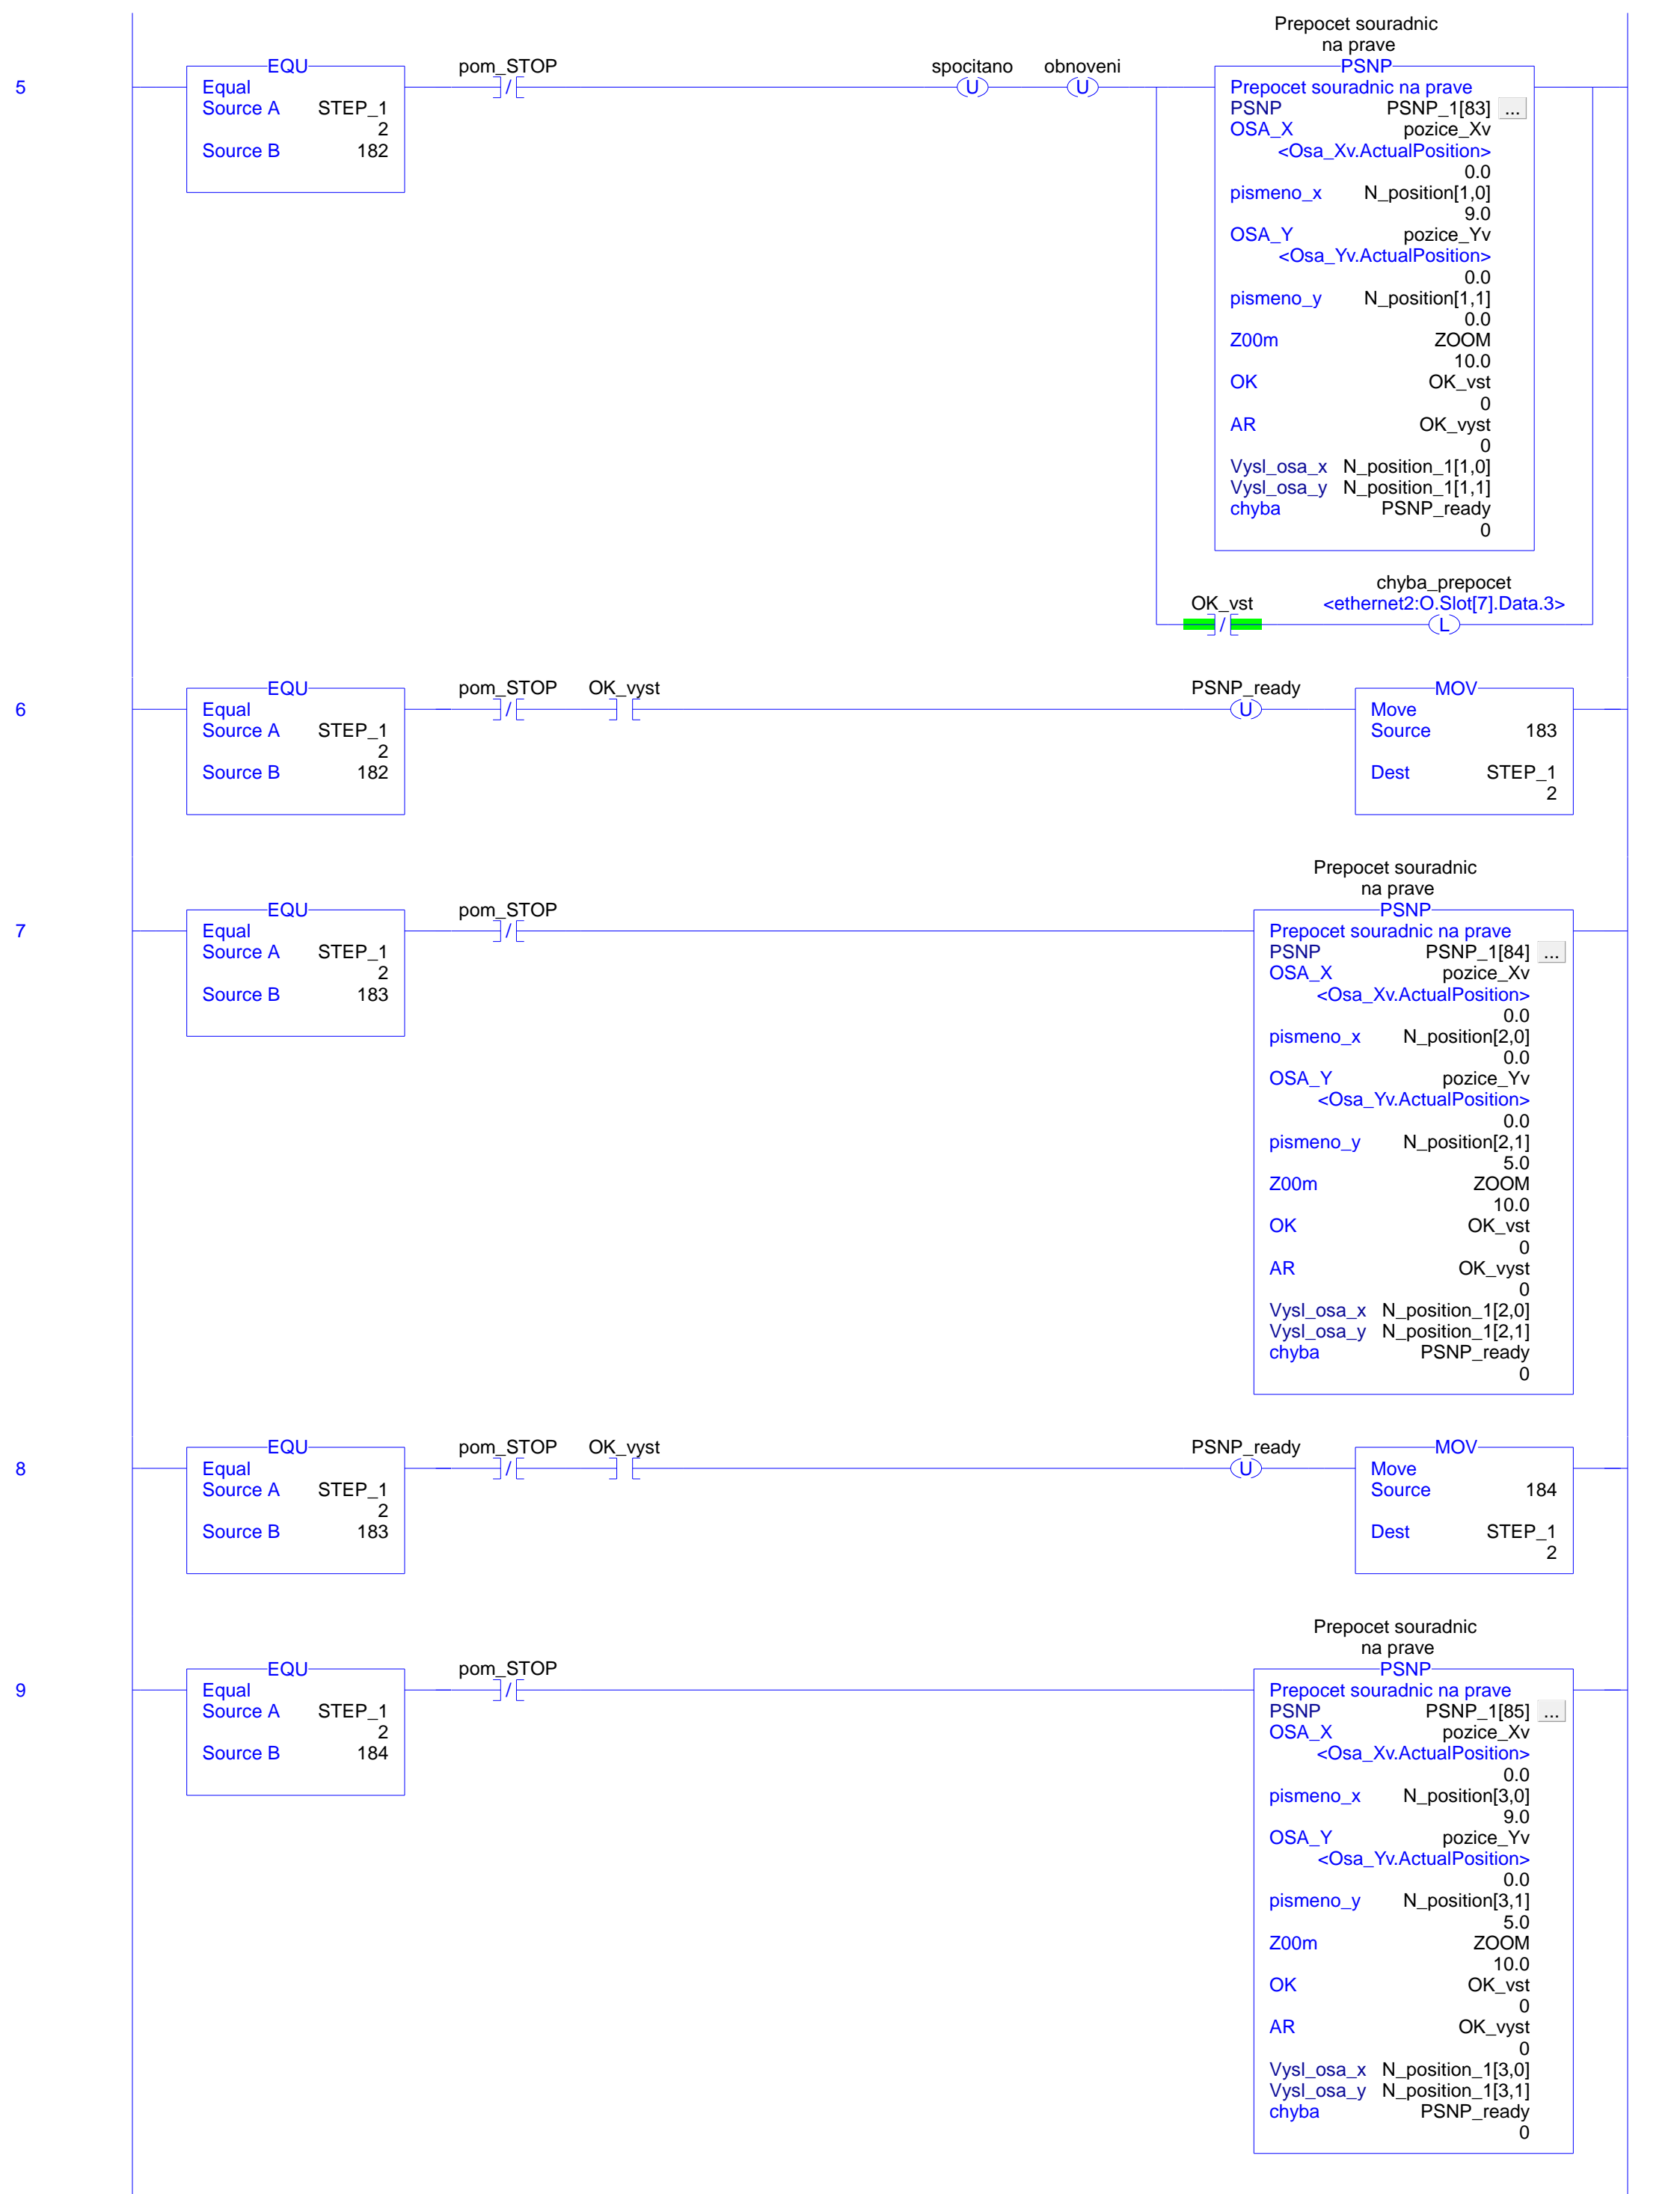 Prepocet souradnic
na prave
5
EQU
Equal
Source A STEP_1
2
Source B 182
pom_STOP
/
spocitano
U
obnoveni
U
PSNP
Prepocet souradnic na prave
PSNP PSNP_1[83] ...
OSA_X pozice_Xv
<Osa_Xv.ActualPosition>
0.0
pismeno_x N_position[1,0]
9.0
OSA_Y pozice_Yv
<Osa_Yv.ActualPosition>
0.0
pismeno_y N_position[1,1]
0.0
Z00m ZOOM
10.0
OK OK_vst
0
AR OK_vyst
0
Vysl_osa_x N_position_1[1,0]
Vysl_osa_y N_position_1[1,1]
chyba PSNP_ready
0
OK_vst
/
chyba_prepocet
<ethernet2:O.Slot[7].Data.3>
L
6
EQU
Equal
Source A STEP_1
2
Source B 182
pom_STOP
/
OK_vyst
PSNP_ready
U
MOV
Move
Source 183
Dest STEP_1
2
Prepocet souradnic
na prave
7
EQU
Equal
Source A STEP_1
2
Source B 183
pom_STOP
/
PSNP
Prepocet souradnic na prave
PSNP PSNP_1[84] ...
OSA_X pozice_Xv
<Osa_Xv.ActualPosition>
0.0
pismeno_x N_position[2,0]
0.0
OSA_Y pozice_Yv
<Osa_Yv.ActualPosition>
0.0
pismeno_y N_position[2,1]
5.0
Z00m ZOOM
10.0
OK OK_vst
0
AR OK_vyst
0
Vysl_osa_x N_position_1[2,0]
Vysl_osa_y N_position_1[2,1]
chyba PSNP_ready
0
8
EQU
Equal
Source A STEP_1
2
Source B 183
pom_STOP
/
OK_vyst
PSNP_ready
U
MOV
Move
Source 184
Dest STEP_1
2
Prepocet souradnic
na prave
9
EQU
Equal
Source A STEP_1
2
Source B 184
pom_STOP
/
PSNP
Prepocet souradnic na prave
PSNP PSNP_1[85] ...
OSA_X pozice_Xv
<Osa_Xv.ActualPosition>
0.0
pismeno_x N_position[3,0]
9.0
OSA_Y pozice_Yv
<Osa_Yv.ActualPosition>
0.0
pismeno_y N_position[3,1]
5.0
Z00m ZOOM
10.0
OK OK_vst
0
AR OK_vyst
0
Vysl_osa_x N_position_1[3,0]
Vysl_osa_y N_position_1[3,1]
chyba PSNP_ready
0